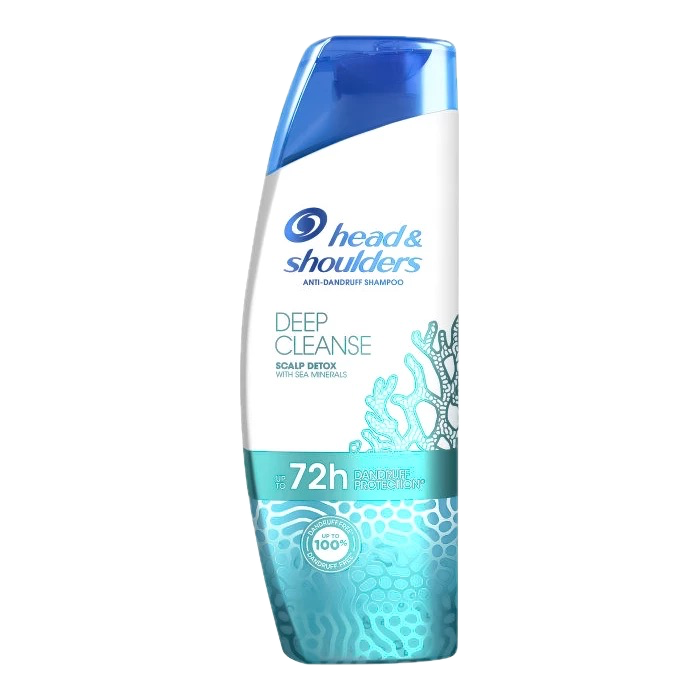 head &
shoulders
ANTI-DANDRUFF SHAMPOO
DEEP
CLEANSE
SCALP DETOX
WITH SEA MINERALS
UP TO 72h DANDRUFF PROTECTION*
DANDRUFF FREE
UP TO
100%
DANDRUFF FREE